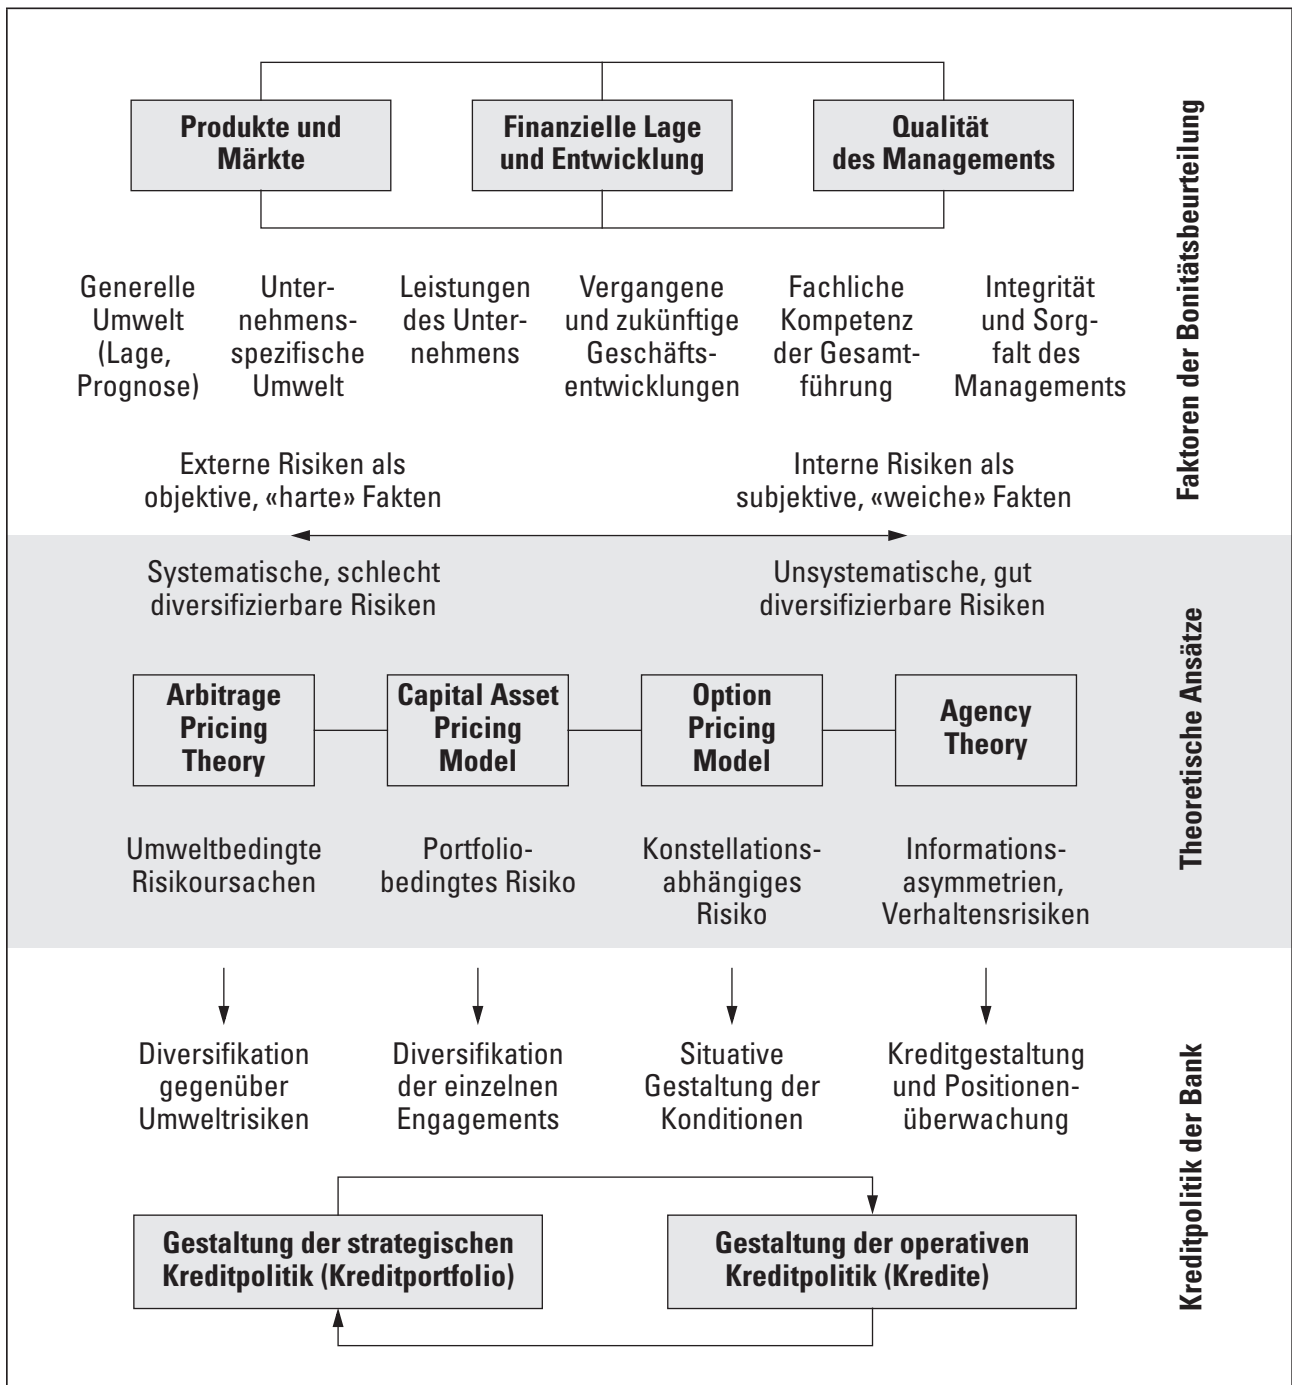 Produkte und
Märkte
Finanzielle Lage
und Entwicklung
Qualität
des Managements
Generelle
Umwelt
(Lage,
Prognose)
Unter-
nehmens-
spezifische
Umwelt
Leistungen
des Unter-
nehmens
Vergangene
und zukünftige
Geschäfts-
entwicklungen
Fachliche
Kompetenz
der Gesamt-
führung
Integrität
und Sorg-
falt des
Managements
Externe Risiken als
objektive, «harte» Fakten
Interne Risiken als
subjektive, «weiche» Fakten
Faktoren der Bonitätsbeurteilung
Systematische, schlecht
diversifizierbare Risiken
Unsystematische, gut
diversifizierbare Risiken
Arbitrage
Pricing
Theory
Capital Asset
Pricing
Model
Option
Pricing
Model
Agency
Theory
Umweltbedingte
Risikoursachen
Portfolio-
bedingtes Risiko
Konstellations-
abhängiges
Risiko
Informations-
asymmetrien,
Verhaltensrisiken
Theoretische Ansätze
Diversifikation
gegenüber
Umweltrisiken
Diversifikation
der einzelnen
Engagements
Situative
Gestaltung der
Konditionen
Kreditgestaltung
und Positionen-
überwachung
Gestaltung der strategischen
Kreditpolitik (Kreditportfolio)
Gestaltung der operativen
Kreditpolitik (Kredite)
Kreditpolitik der Bank